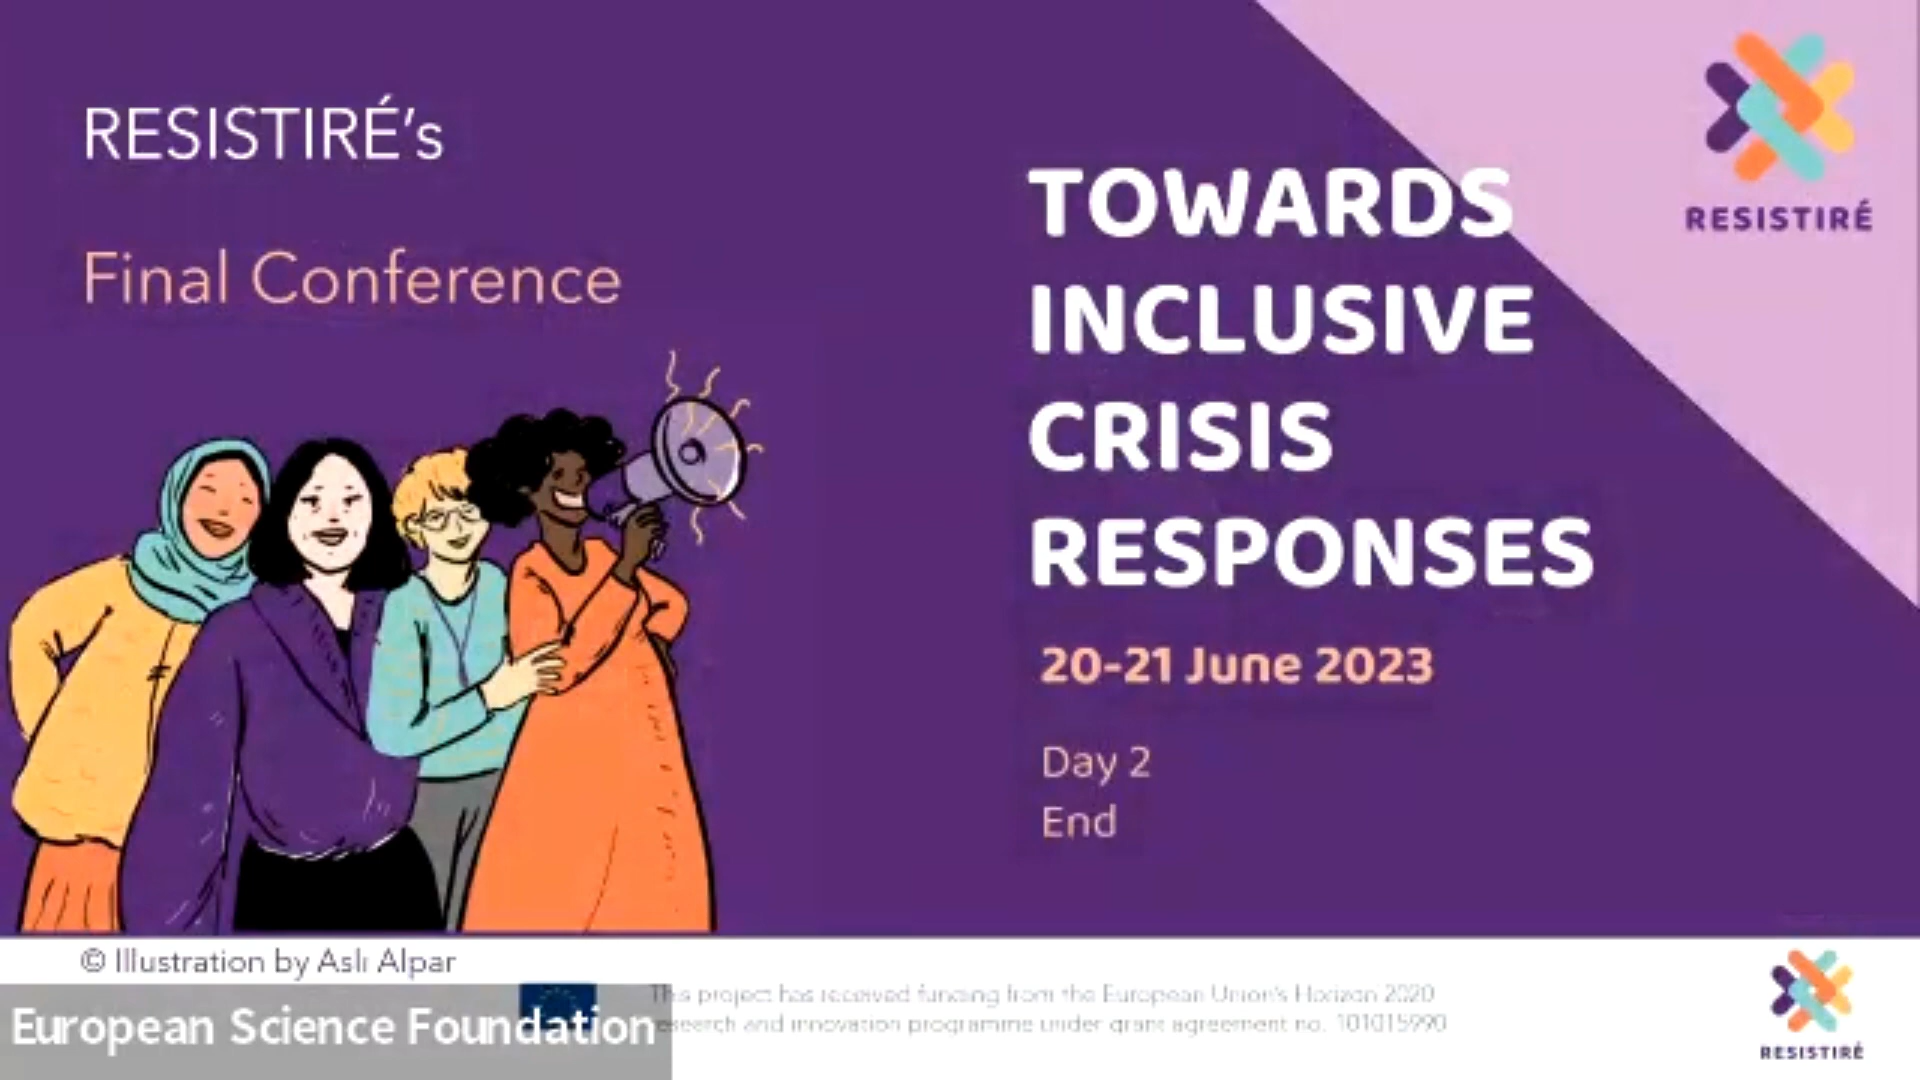 RESISTIRÉ's
Final Conference
TOWARDS
INCLUSIVE
CRISIS
RESPONSES
20-21 June 2023
Day 2
End
RESISTIRÉ
© Illustration by Aslı Alpar
European Science Foundation
This project has received funding from the European Union's Horizon 2020
research and innovation programme under grant agreement no. 101015990
RESISTIRÉ